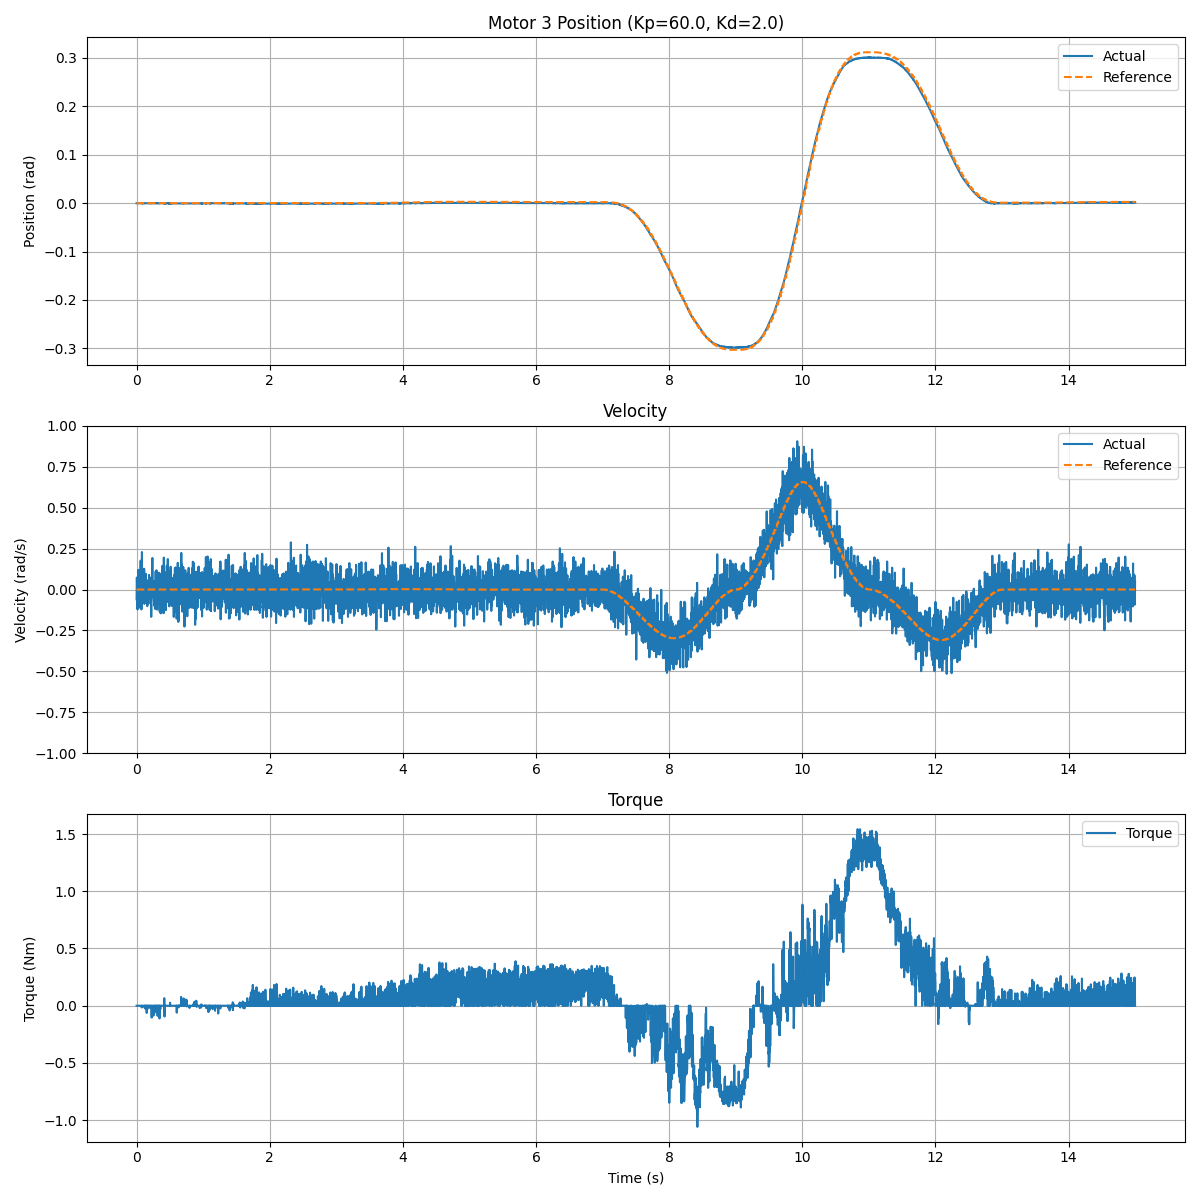 Motor 3 Position (Kp=60.0, Kd=2.0)
Position (rad)
0.3
0.2
0.1
0.0
−0.1
−0.2
−0.3
Actual
Reference
0 2 4 6 8 10 12 14
Velocity
Velocity (rad/s)
1.00
0.75
0.50
0.25
0.00
−0.25
−0.50
−0.75
−1.00
Actual
Reference
0 2 4 6 8 10 12 14
Torque
Torque (Nm)
1.5
1.0
0.5
0.0
−0.5
−1.0
Torque
0 2 4 6 8 10 12 14
Time (s)